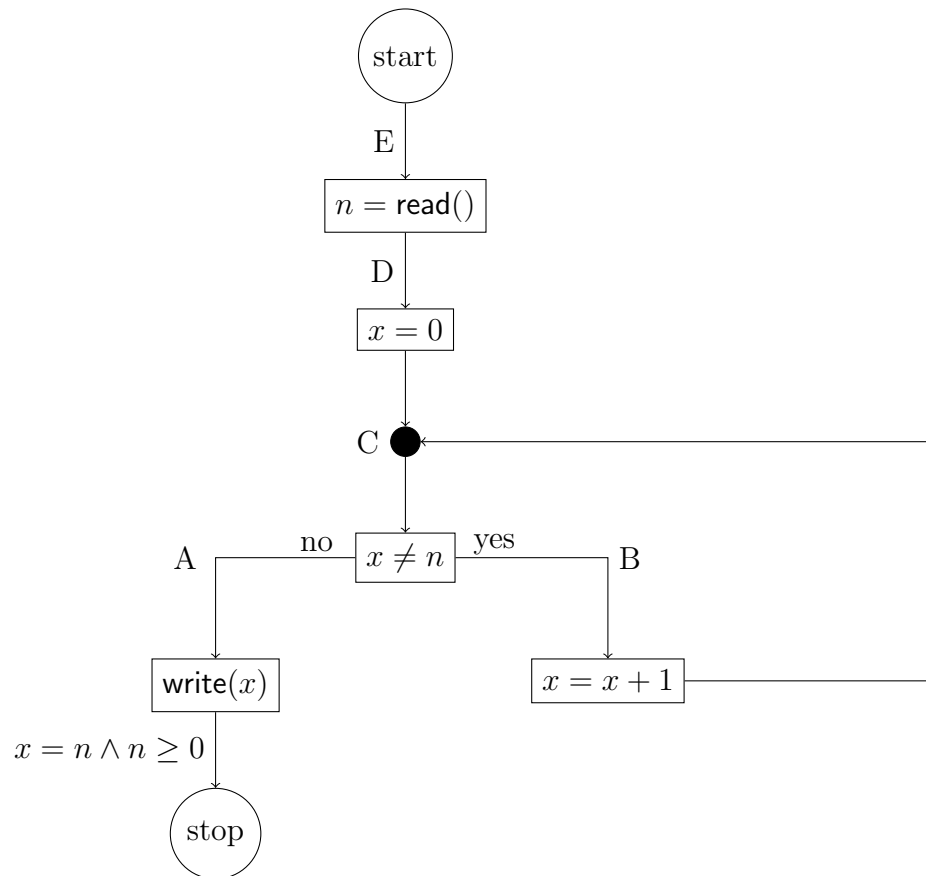 start
E
n = read()
D
x = 0
C
A
no
x ≠ n
yes
B
write(x)
x = x + 1
x = n ∧ n ≥ 0
stop